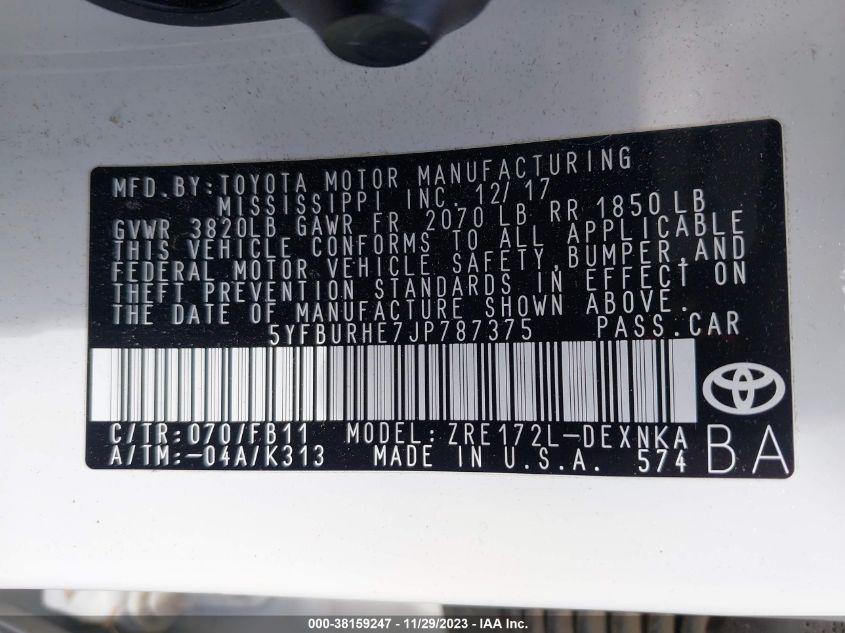 MFD. BY: TOYOTA MOTOR MANUFACTURING
MISSISSIPPI INC. 12/ 17
GVWR 3820LB GAWR FR 2070 LB RR 1850 LB
THIS VEHICLE CONFORMS TO ALL APPLICABLE
FEDERAL MOTOR VEHICLE SAFETY, BUMPER, AND
THEFT PREVENTION STANDARDS IN EFFECT ON
THE DATE OF MANUFACTURE SHOWN ABOVE.
5YFBURHE7JP787375 PASS. CAR
C/TR: 070/FB11 MODEL: ZRE172L-DEXNKA
A/TM:-04A/K313 MADE IN U.S.A. 574 BA
000-38159247 - 11/29/2023 - IAA Inc.